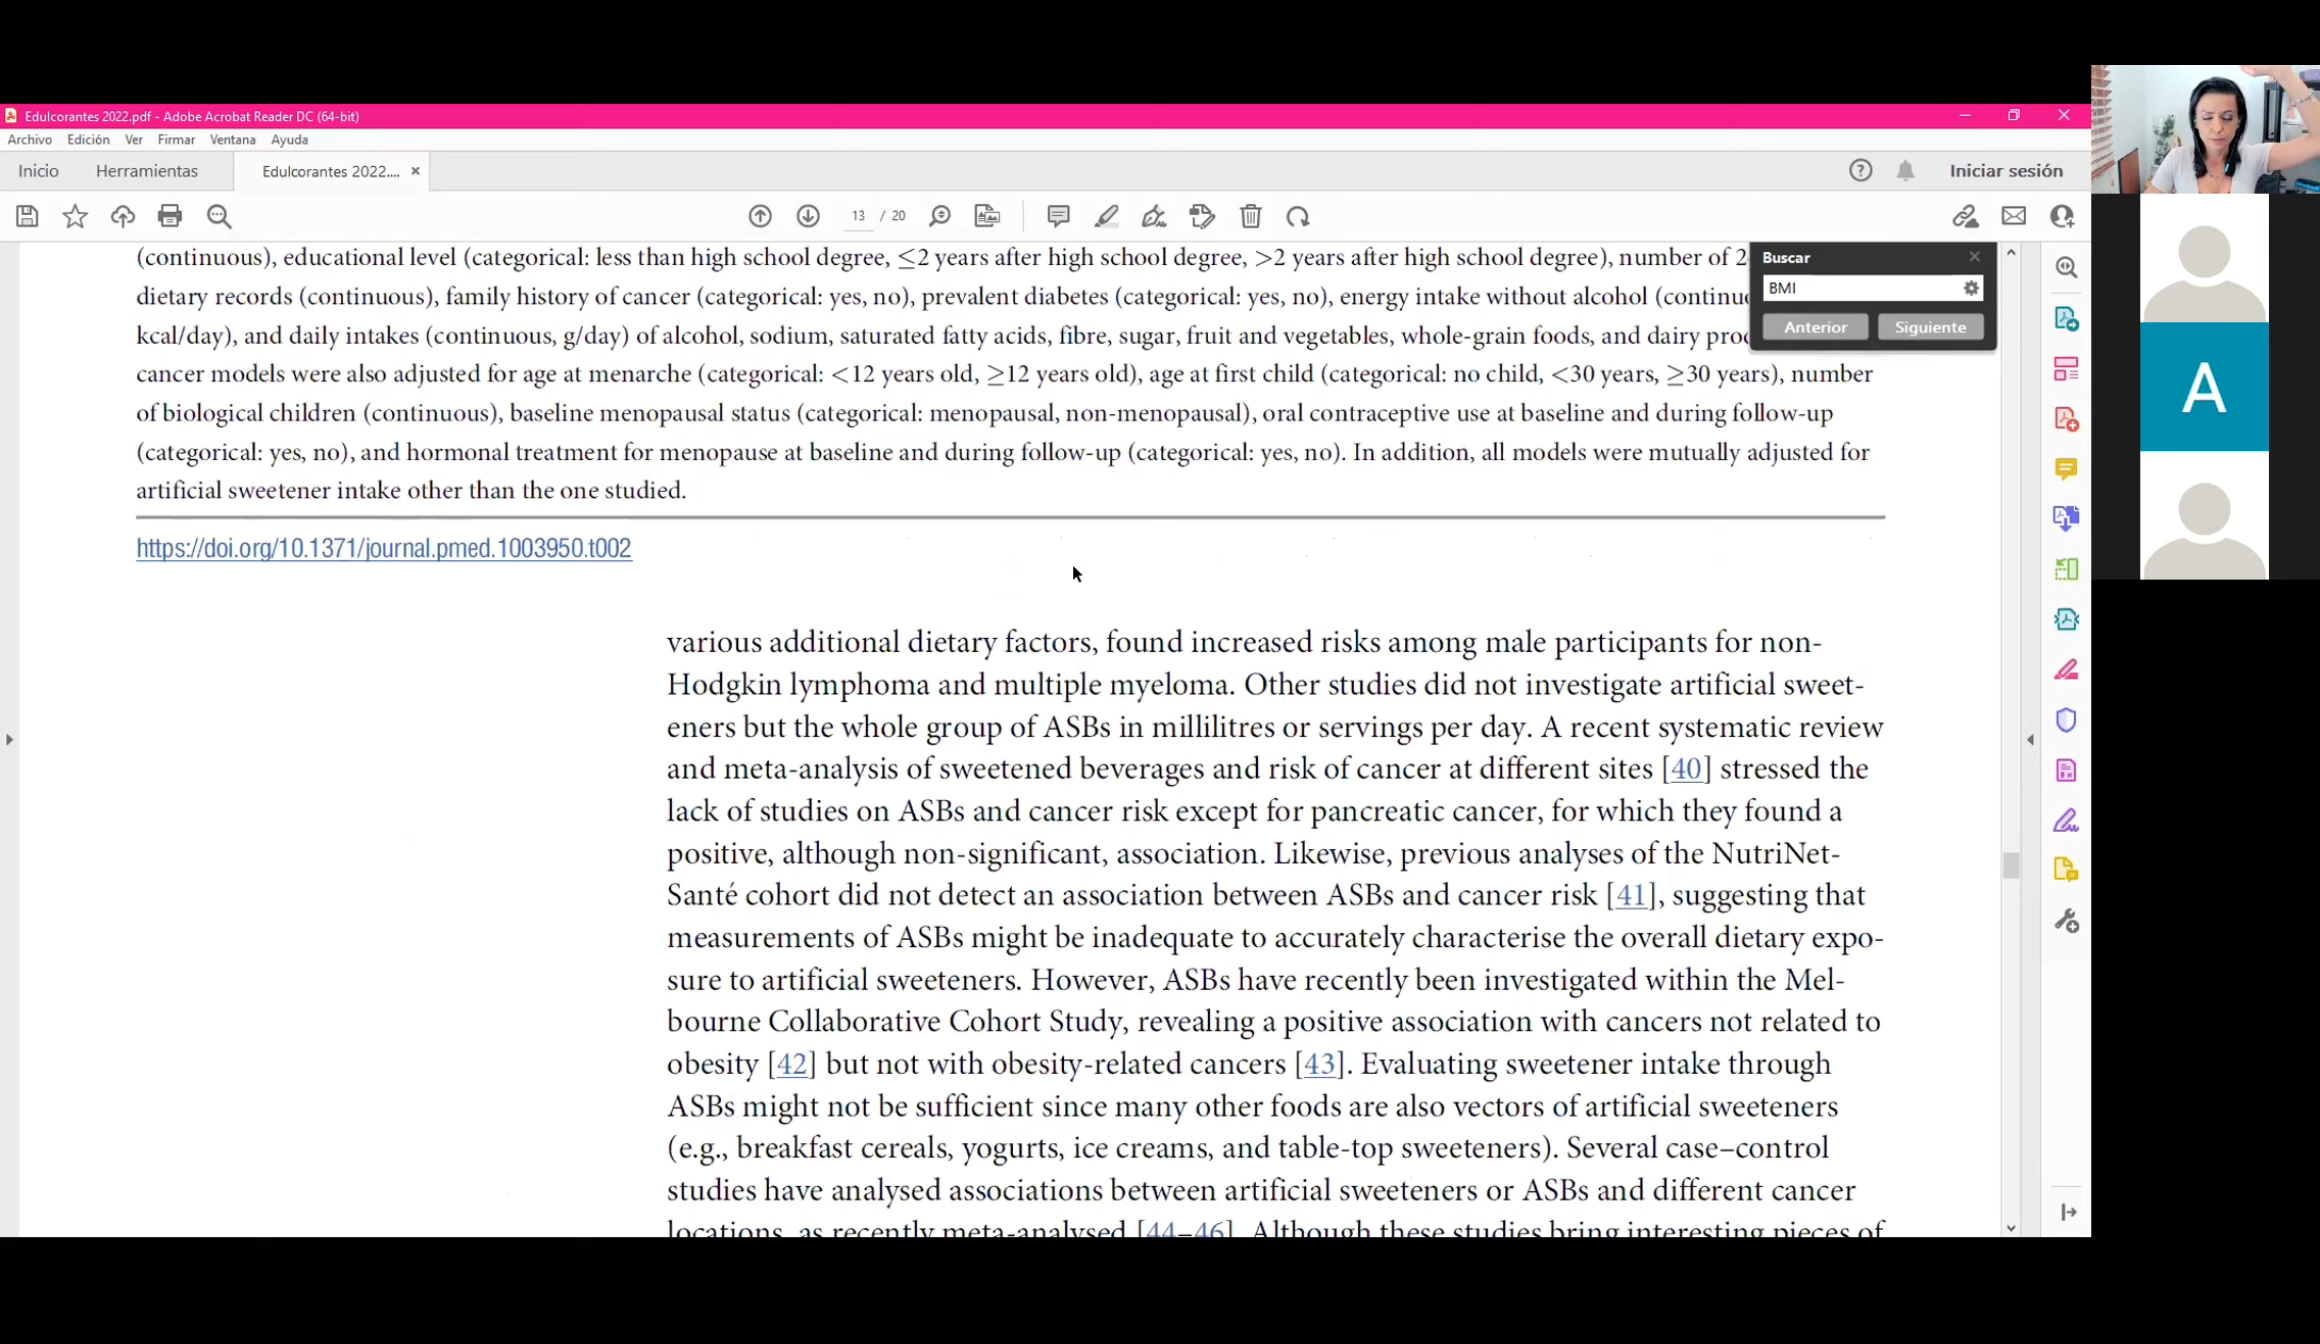 Edulcorantes 2022.pdf - Adobe Acrobat Reader DC (64-bit)
Archivo Edición Ver Firmar Ventana Ayuda
Inicio Herramientas Edulcorantes 2022.... × Iniciar sesión
13 / 20
Buscar
BMI
Anterior Siguiente
(continuous), educational level (categorical: less than high school degree, ≤2 years after high school degree, >2 years after high school degree), number of
dietary records (continuous), family history of cancer (categorical: yes, no), prevalent diabetes (categorical: yes, no), energy intake without alcohol
kcal/day), and daily intakes (continuous, g/day) of alcohol, sodium, saturated fatty acids, fibre, sugar, fruit and vegetables, whole-grain foods, and dairy
cancer models were also adjusted for age at menarche (categorical: <12 years old, ≥12 years old), age at first child (categorical: no child, <30 years, ≥30 years), number
of biological children (continuous), baseline menopausal status (categorical: menopausal, non-menopausal), oral contraceptive use at baseline and during follow-up
(categorical: yes, no), and hormonal treatment for menopause at baseline and during follow-up (categorical: yes, no). In addition, all models were mutually adjusted for
artificial sweetener intake other than the one studied.
https://doi.org/10.1371/journal.pmed.1003950.t002
various additional dietary factors, found increased risks among male participants for non-
Hodgkin lymphoma and multiple myeloma. Other studies did not investigate artificial sweet-
eners but the whole group of ASBs in millilitres or servings per day. A recent systematic review
and meta-analysis of sweetened beverages and risk of cancer at different sites [40] stressed the
lack of studies on ASBs and cancer risk except for pancreatic cancer, for which they found a
positive, although non-significant, association. Likewise, previous analyses of the NutriNet-
Santé cohort did not detect an association between ASBs and cancer risk [41], suggesting that
measurements of ASBs might be inadequate to accurately characterise the overall dietary expo-
sure to artificial sweeteners. However, ASBs have recently been investigated within the Mel-
bourne Collaborative Cohort Study, revealing a positive association with cancers not related to
obesity [42] but not with obesity-related cancers [43]. Evaluating sweetener intake through
ASBs might not be sufficient since many other foods are also vectors of artificial sweeteners
(e.g., breakfast cereals, yogurts, ice creams, and table-top sweeteners). Several case–control
studies have analysed associations between artificial sweeteners or ASBs and different cancer
locations, as recently meta-analysed [44–46]. Although these studies bring interesting pieces of
A